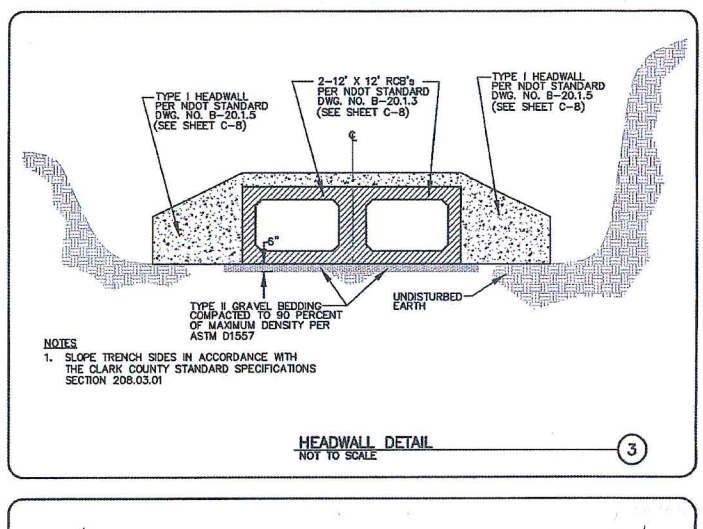 TYPE I HEADWALL
PER NDOT STANDARD
DWG. NO. B-20.1.5
(SEE SHEET C-8)
2-12' X 12' RCB's
PER NDOT STANDARD
DWG. NO. B-20.1.3
(SEE SHEET C-8)
TYPE I HEADWALL
PER NDOT STANDARD
DWG. NO. B-20.1.5
(SEE SHEET C-8)
℄
6"
TYPE II GRAVEL BEDDING
COMPACTED TO 90 PERCENT
OF MAXIMUM DENSITY PER
ASTM D1557
UNDISTURBED
EARTH
NOTES
1. SLOPE TRENCH SIDES IN ACCORDANCE WITH
THE CLARK COUNTY STANDARD SPECIFICATIONS
SECTION 208.03.01
HEADWALL DETAIL
NOT TO SCALE
3